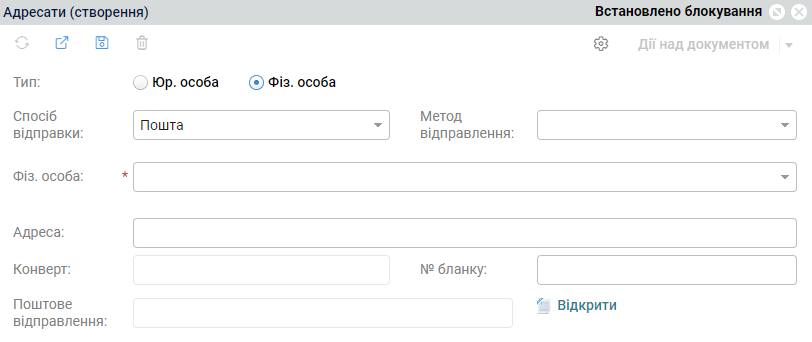 Адресати (створення) Встановлено блокування
Дії над документом
Тип: Юр. особа Фіз. особа
Спосіб відправки: Пошта Метод відправлення:
Фіз. особа: *
Адреса:
Конверт: № бланку:
Поштове відправлення: Відкрити